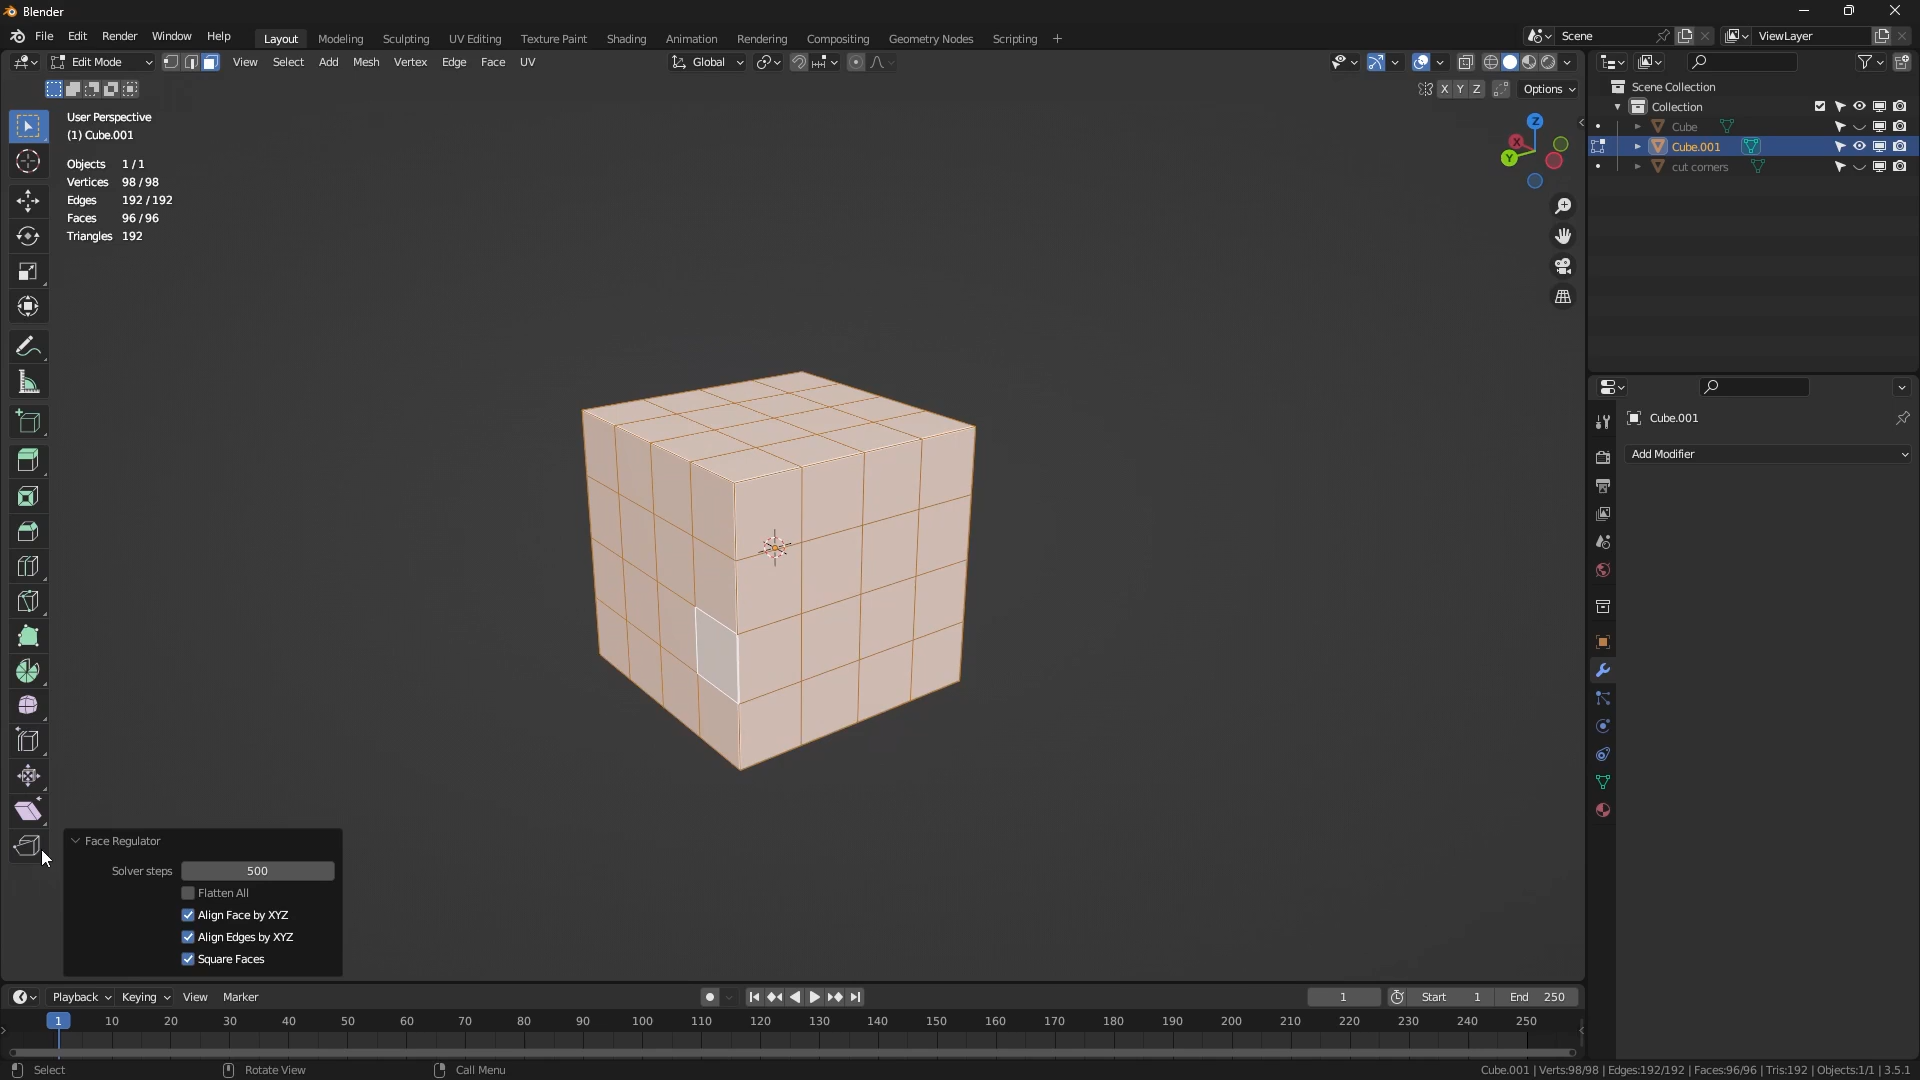 Blender
File Edit Render Window Help
Layout Modeling Sculpting UV Editing Texture Paint Shading Animation Rendering Compositing Geometry Nodes Scripting +
Scene
ViewLayer
Edit Mode
View Select Add Mesh Vertex Edge Face UV
Global
X Y Z
Options
User Perspective
(1) Cube.001
Objects 1/1
Vertices 98/98
Edges 192/192
Faces 96/96
Triangles 192
Z
X
Y
Scene Collection
Collection
Cube
Cube.001
cut corners
Cube.001
Add Modifier
Face Regulator
Solver steps 500
Flatten All
Align Face by XYZ
Align Edges by XYZ
Square Faces
Playback Keying View Marker
1
Start 1
End 250
1 10 20 30 40 50 60 70 80 90 100 110 120 130 140 150 160 170 180 190 200 210 220 230 240 250
Select
Rotate View
Call Menu
Cube.001 | Verts:98/98 | Edges:192/192 | Faces:96/96 | Tris:192 | Objects:1/1 | 3.5.1